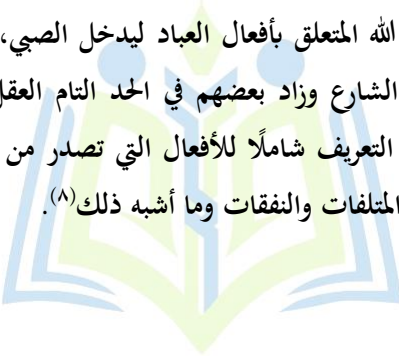 الله المتعلق بأفعال العباد ليدخل الصبي،
الشارع وزاد بعضهم في الحد التام العقل
التعريف شاملًا للأفعال التي تصدر من
المتلفات والنفقات وما أشبه ذلك(٨).